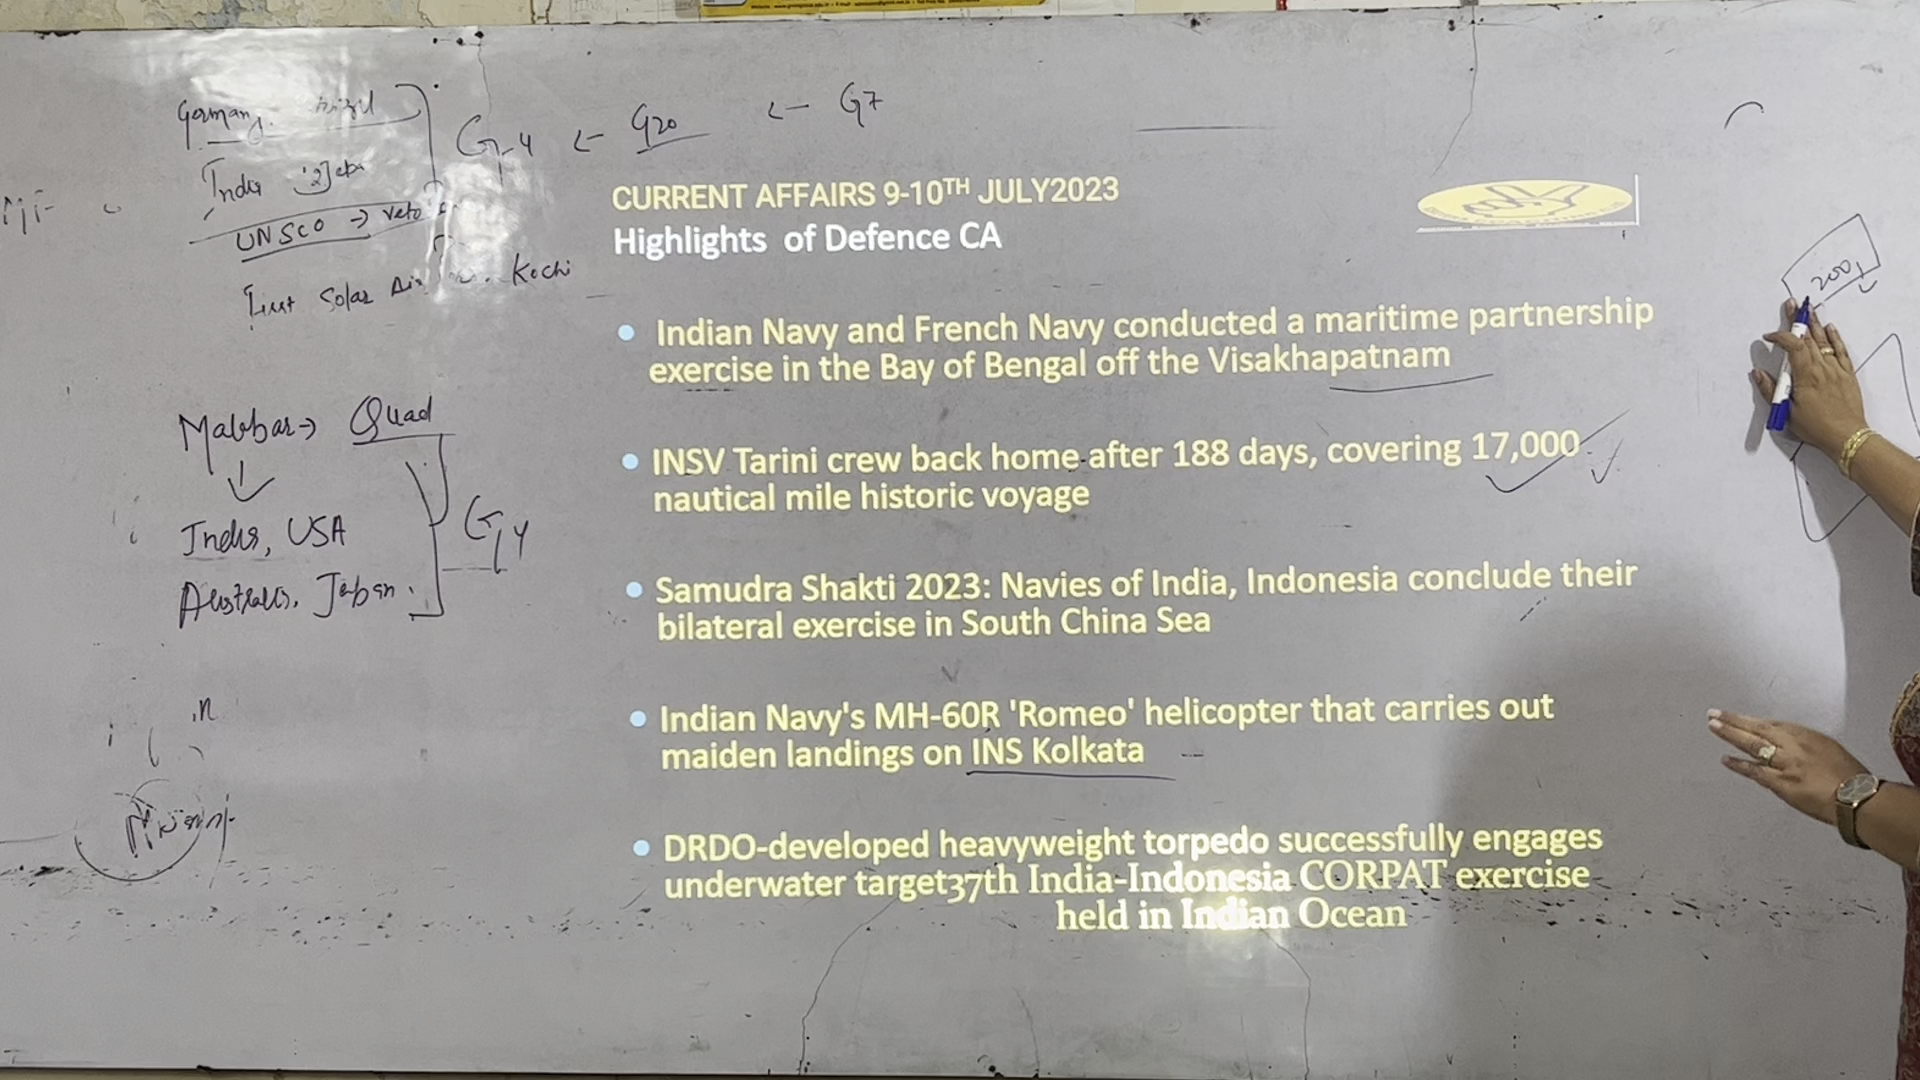 Germany.
India
UNSCO → Veto
Solar
Kochi
G-4 ← G20 ← G7
CURRENT AFFAIRS 9-10TH JULY2023
Highlights of Defence CA
• Indian Navy and French Navy conducted a maritime partnership
exercise in the Bay of Bengal off the Visakhapatnam
• INSV Tarini crew back home after 188 days, covering 17,000
nautical mile historic voyage
• Samudra Shakti 2023: Navies of India, Indonesia conclude their
bilateral exercise in South China Sea
• Indian Navy's MH-60R 'Romeo' helicopter that carries out
maiden landings on INS Kolkata
• DRDO-developed heavyweight torpedo successfully engages
underwater target37th India-Indonesia CORPAT exercise
held in Indian Ocean
Malabar → Quad
India, USA
Australia, Japan.
G4